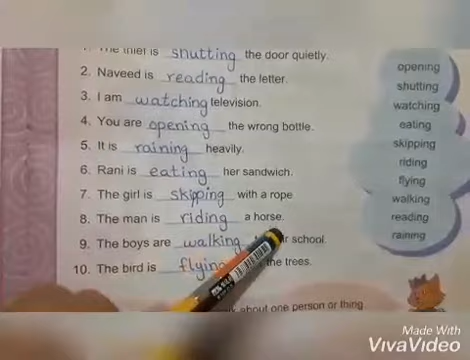 1. The thief is shutting the door quietly.
2. Naveed is reading the letter.
3. I am watching television.
4. You are opening the wrong bottle.
5. It is raining heavily.
6. Rani is eating her sandwich.
7. The girl is skipping with a rope
8. The man is riding a horse.
9. The boys are walking school.
10. The bird is flying the trees.
about one person or thing
opening
shutting
watching
eating
skipping
riding
flying
walking
reading
raining
Made With
VivaVideo